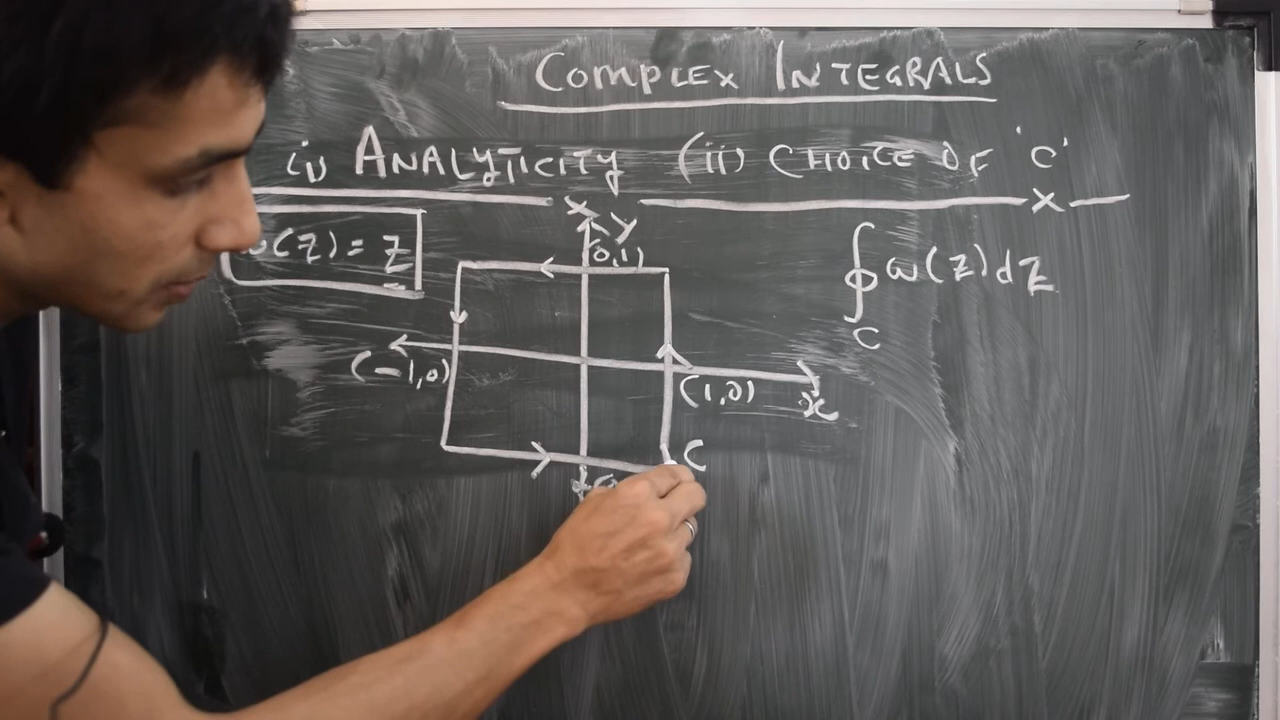 COMPLEX INTEGRALS
(i) ANALYTICITY (ii) CHOICE OF 'C'
x
ω(z) = z
Y
(0,1)
∮ ω(z) dz
C
(-1,0)
(1,0)
x
C